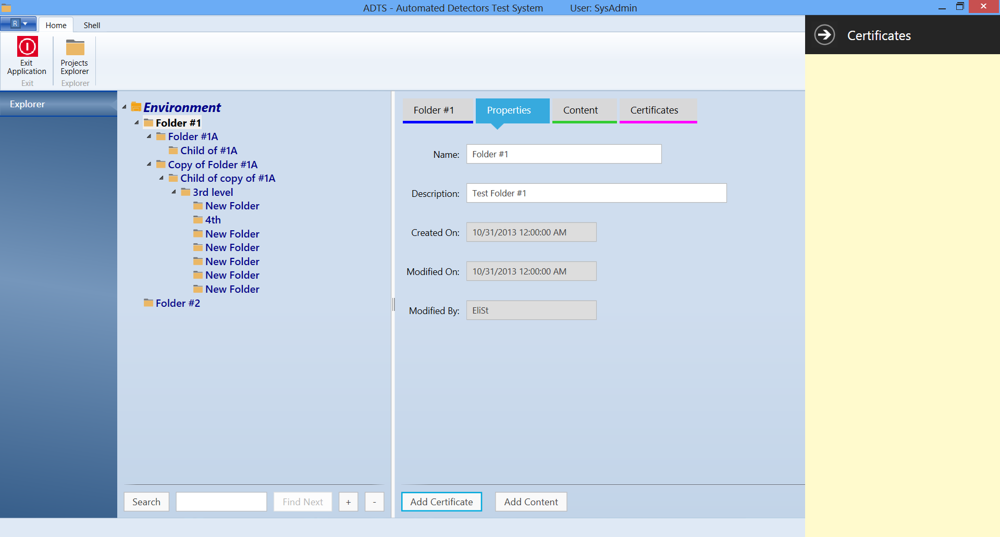 ADTS - Automated Detectors Test System User: SysAdmin
R
Home Shell
Exit
Application
Exit
Projects
Explorer
Explorer
Certificates
Explorer
Environment
Folder #1
Folder #1A
Child of #1A
Copy of Folder #1A
Child of copy of #1A
3rd level
New Folder
4th
New Folder
New Folder
New Folder
New Folder
New Folder
Folder #2
Search
Find Next
+
-
Folder #1 Properties Content Certificates
Name: Folder #1
Description: Test Folder #1
Created On: 10/31/2013 12:00:00 AM
Modified On: 10/31/2013 12:00:00 AM
Modified By: EliSt
Add Certificate Add Content